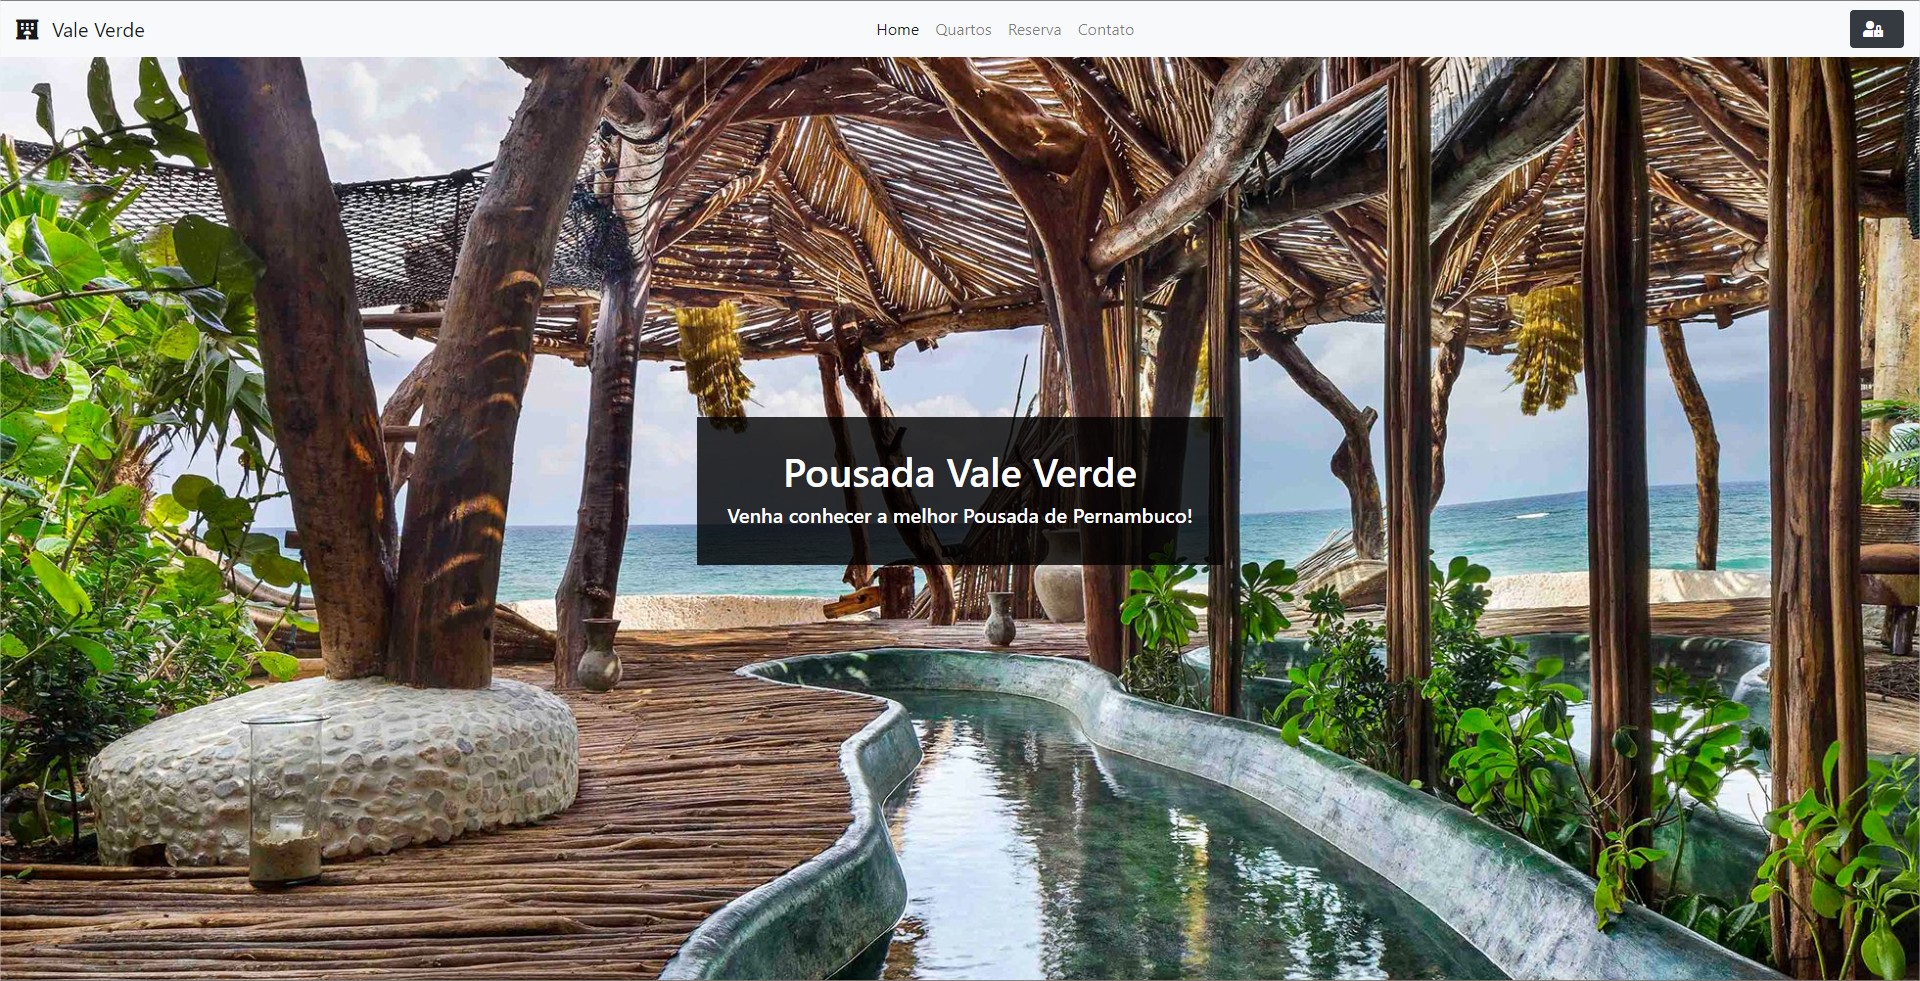 Vale Verde
Home Quartos Reserva Contato
Pousada Vale Verde
Venha conhecer a melhor Pousada de Pernambuco!